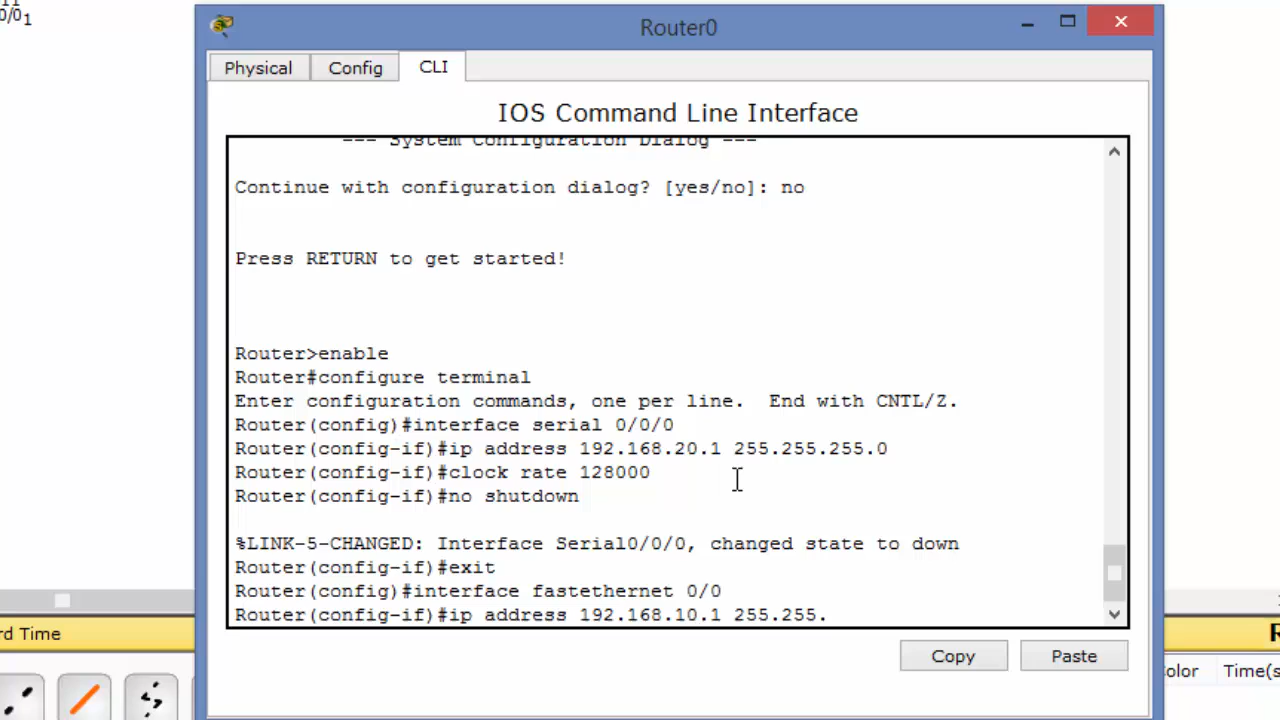 0/0₁
Router0
Physical
Config
CLI
IOS Command Line Interface
--- System Configuration Dialog ---
Continue with configuration dialog? [yes/no]: no
Press RETURN to get started!
Router>enable
Router#configure terminal
Enter configuration commands, one per line.  End with CNTL/Z.
Router(config)#interface serial 0/0/0
Router(config-if)#ip address 192.168.20.1 255.255.255.0
Router(config-if)#clock rate 128000
Router(config-if)#no shutdown
%LINK-5-CHANGED: Interface Serial0/0/0, changed state to down
Router(config-if)#exit
Router(config)#interface fastethernet 0/0
Router(config-if)#ip address 192.168.10.1 255.255.
Copy
Paste
rd Time
R
olor
Time(s